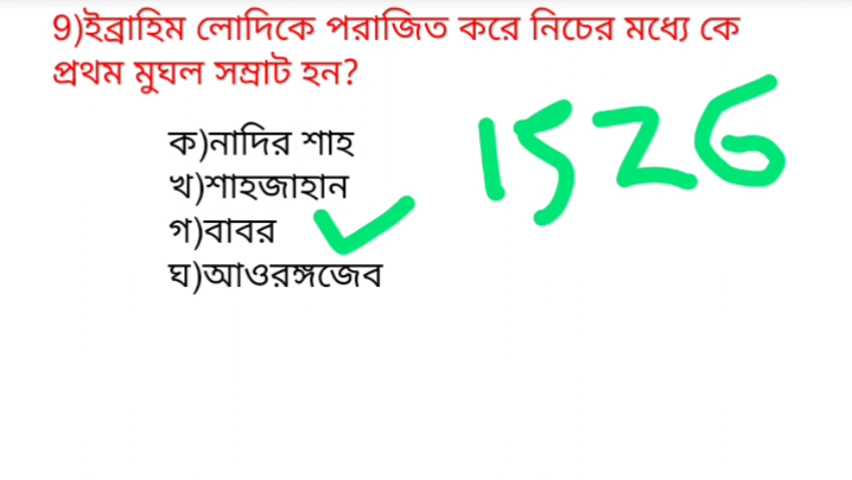 9)ইব্রাহিম লোদিকে পরাজিত করে নিচের মধ্যে কে
প্রথম মুঘল সম্রাট হন?
1526
ক)নাদির শাহ
খ)শাহজাহান
গ)বাবর
ঘ)আওরঙ্গজেব